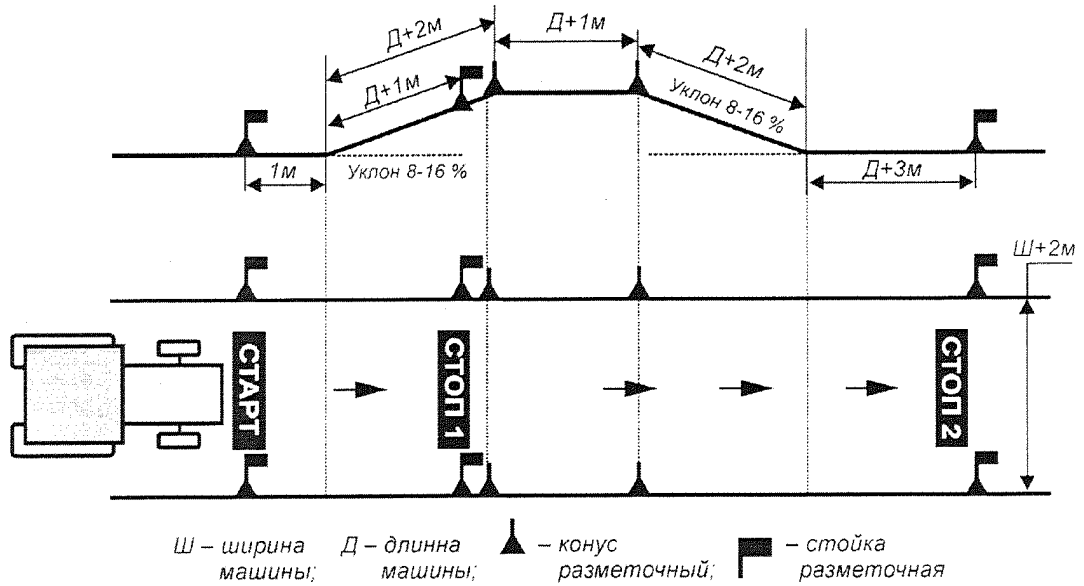 Д+2м
Д+1м
Д+2м
Д+1м
Уклон 8-16 %
1м
Уклон 8-16 %
Д+3м
Ш+2м
СТАРТ
СТОП 1
СТОП 2
Ш – ширина машины;
Д – длинна машины;
– конус разметочный;
– стойка разметочная